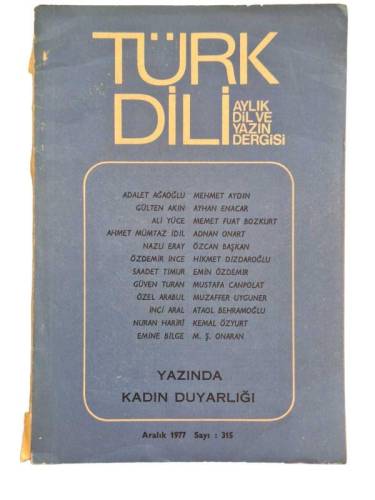 TÜRK
DİLİ
AYLIK
DİL VE
YAZIN
DERGİSİ
ADALET AĞAOĞLU MEHMET AYDIN
GÜLTEN AKIN AYHAN ENACAR
ALİ YÜCE MEMET FUAT BOZKURT
AHMET MÜMTAZ İDİL ADNAN ONART
NAZLI ERAY ÖZCAN BAŞKAN
ÖZDEMİR İNCE HİKMET DİZDAROĞLU
SAADET TİMUR EMİN ÖZDEMİR
GÜVEN TURAN MUSTAFA CANPOLAT
ÖZEL ARABUL MUZAFFER UYGUNER
İNCİ ARAL ATAOL BEHRAMOĞLU
NURAN HARİRİ KEMAL ÖZYURT
EMİNE BİLGE M. Ş. ONARAN
YAZINDA
KADIN DUYARLIĞI
Aralık 1977 Sayı : 315